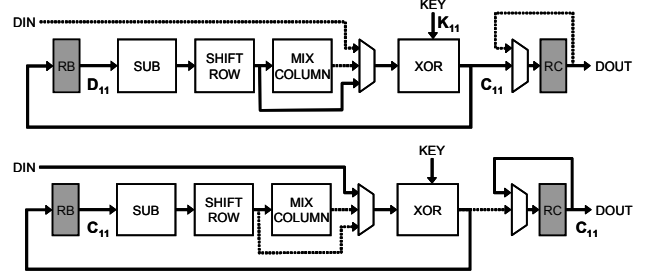 DIN
KEY
K11
RB
D11
SUB
SHIFT
ROW
MIX
COLUMN
XOR
C11
RC
DOUT
DIN
KEY
RB
C11
SUB
SHIFT
ROW
MIX
COLUMN
XOR
RC
C11
DOUT